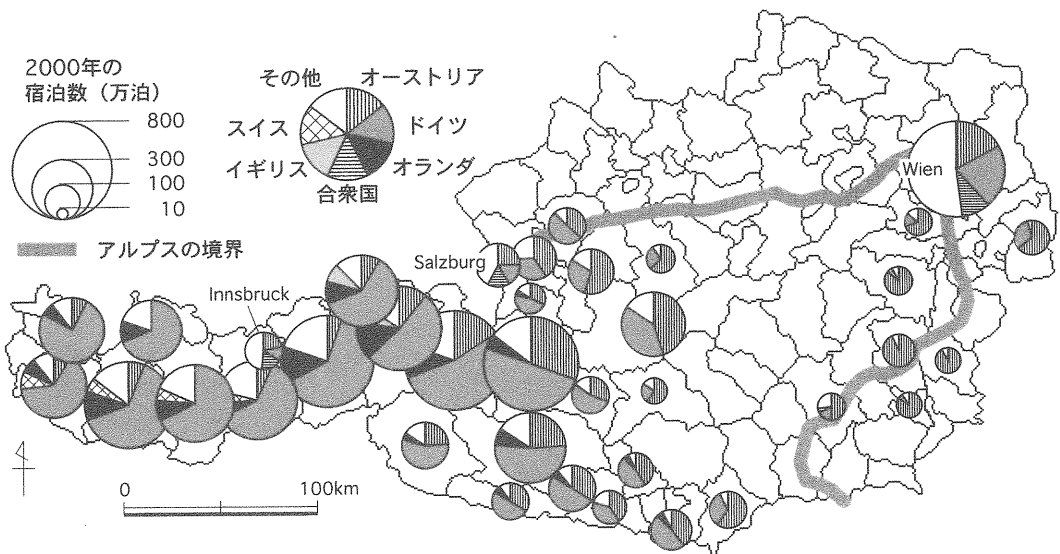 2000年の
宿泊数（万泊）
800
300
100
10
その他
オーストリア
スイス
ドイツ
イギリス
オランダ
合衆国
アルプスの境界
Wien
Salzburg
Innsbruck
0
100km